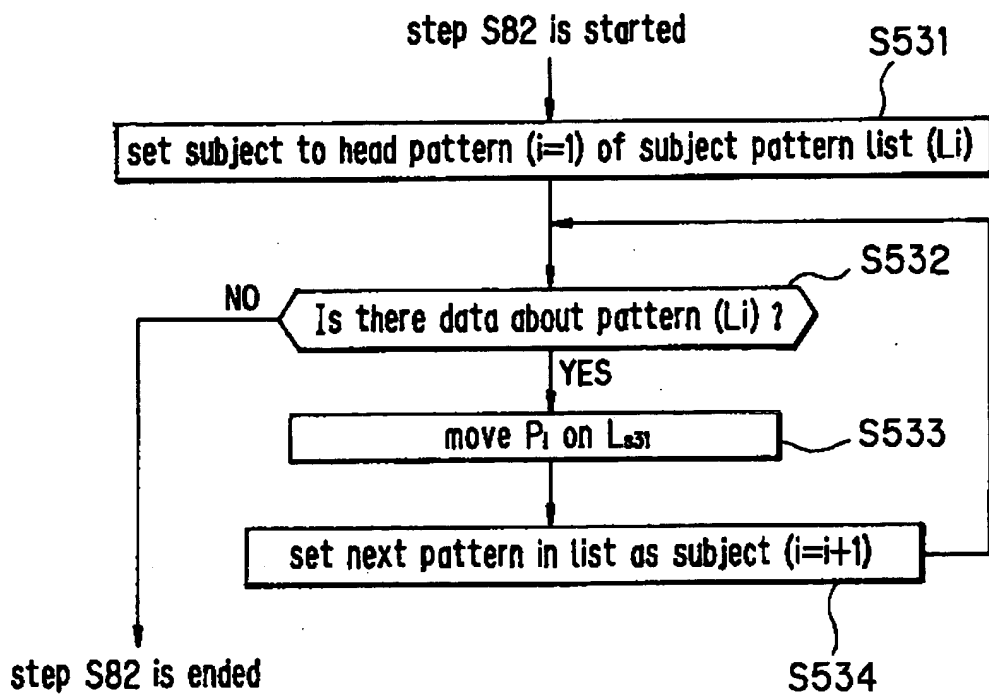 step S82 is started
S531
set subject to head pattern (i=1) of subject pattern list (Li)
S532
NO
Is there data about pattern (Li) ?
YES
move P₁ on Lₛ₃₁
S533
set next pattern in list as subject (i=i+1)
step S82 is ended
S534